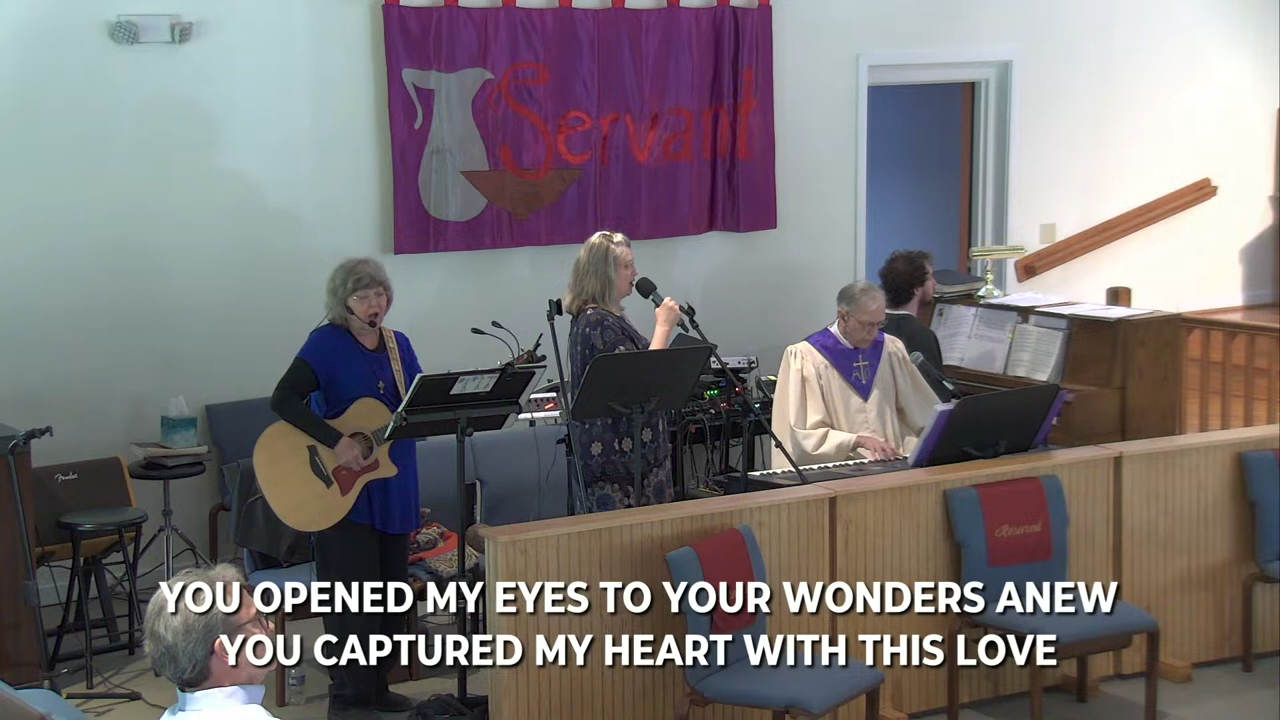 Servant
Fender
Reserved
YOU OPENED MY EYES TO YOUR WONDERS ANEW
YOU CAPTURED MY HEART WITH THIS LOVE